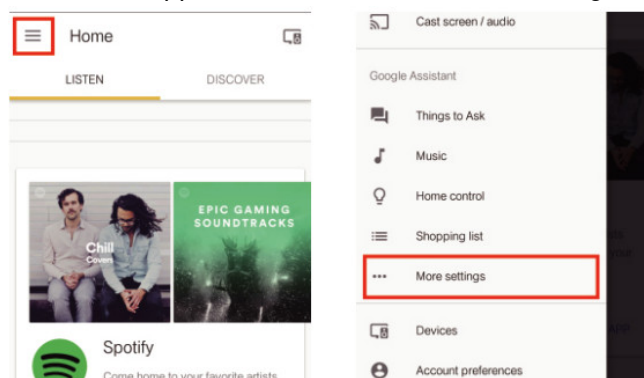 Home
LISTEN DISCOVER
Chill
Covers
EPIC GAMING
SOUNDTRACKS
Spotify
Come home to your favorite artists
Cast screen / audio
Google Assistant
Things to Ask
Music
Home control
Shopping list
More settings
Devices
Account preferences